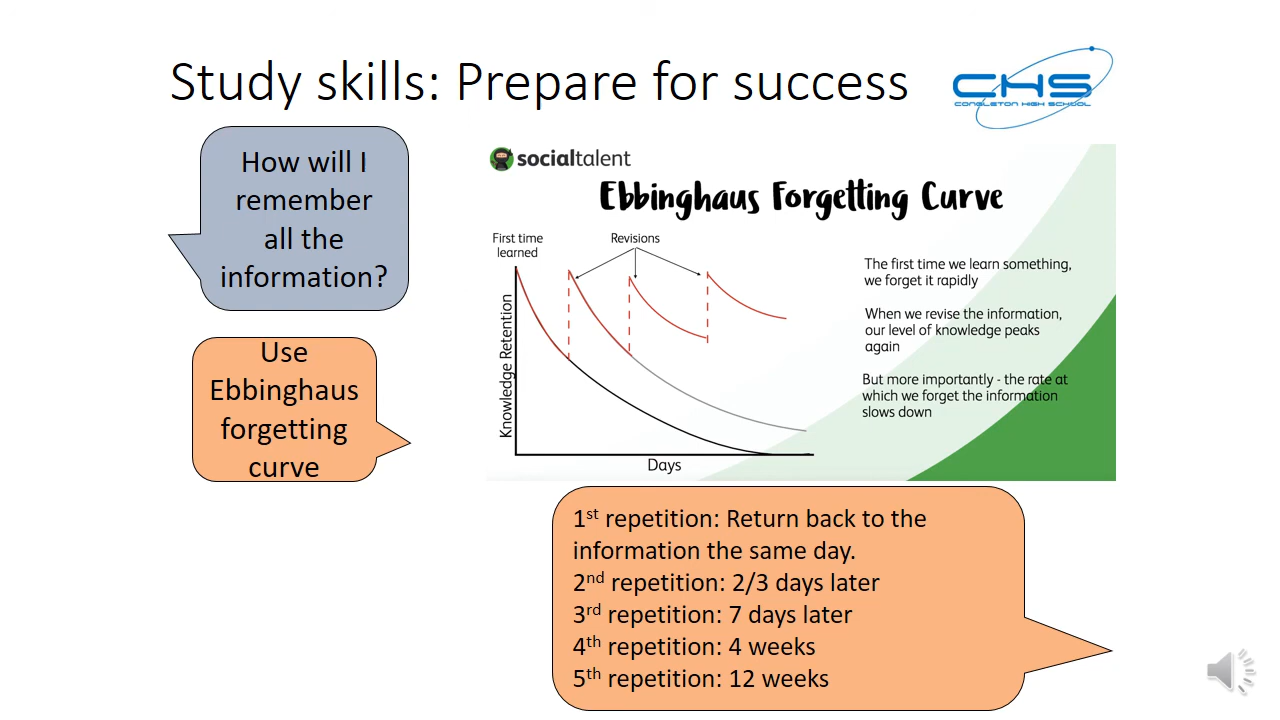 Study skills: Prepare for success
CHS
CONGLETON HIGH SCHOOL
How will I
remember
all the
information?
Use
Ebbinghaus
forgetting
curve
socialtalent
Ebbinghaus Forgetting Curve
First time
learned
Revisions
Knowledge Retention
Days
The first time we learn something,
we forget it rapidly
When we revise the information,
our level of knowledge peaks
again
But more importantly - the rate at
which we forget the information
slows down
1st repetition: Return back to the
information the same day.
2nd repetition: 2/3 days later
3rd repetition: 7 days later
4th repetition: 4 weeks
5th repetition: 12 weeks